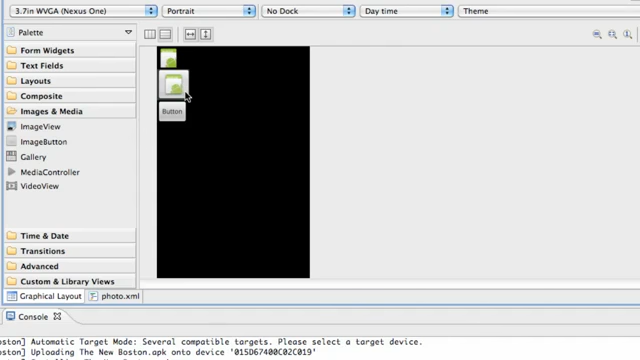 3.7in WVGA (Nexus One) Portrait No Dock Day time Theme
Palette
Form Widgets
Text Fields
Layouts
Composite
Images & Media
ImageView
ImageButton
Gallery
MediaController
VideoView
Time & Date
Transitions
Advanced
Custom & Library Views
Button
Graphical Layout photo.xml
Console
oston] Automatic Target Mode: Several compatible targets. Please select a target device.
oston] Uploading The New Boston.apk onto device '015D67400C02C019'